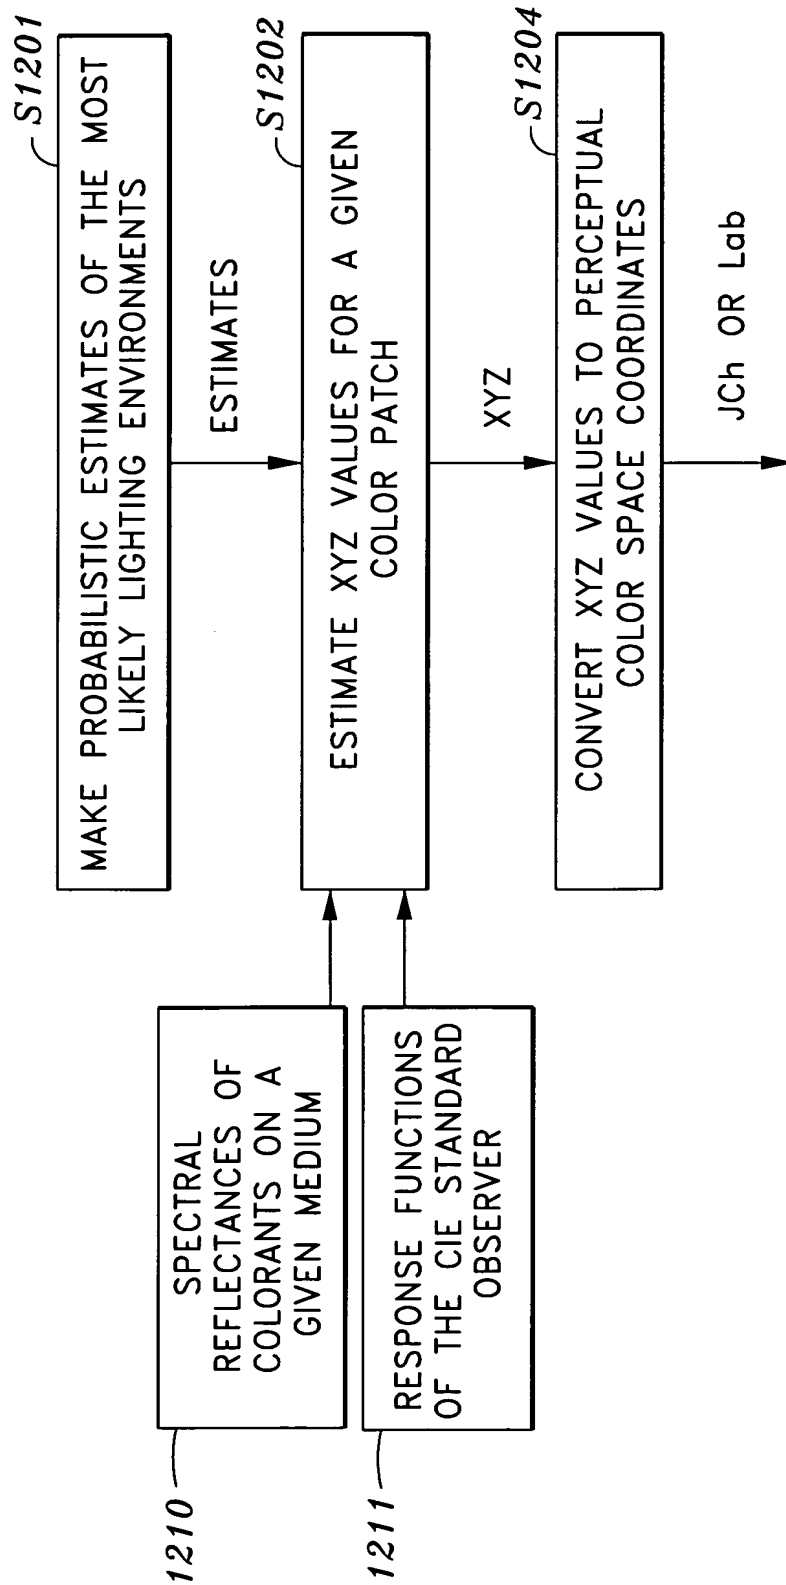 S1201
MAKE PROBABILISTIC ESTIMATES OF THE MOST
LIKELY LIGHTING ENVIRONMENTS
ESTIMATES
S1202
ESTIMATE XYZ VALUES FOR A GIVEN
COLOR PATCH
1210
SPECTRAL
REFLECTANCES OF
COLORANTS ON A
GIVEN MEDIUM
1211
RESPONSE FUNCTIONS
OF THE CIE STANDARD
OBSERVER
XYZ
S1204
CONVERT XYZ VALUES TO PERCEPTUAL
COLOR SPACE COORDINATES
JCh OR Lab